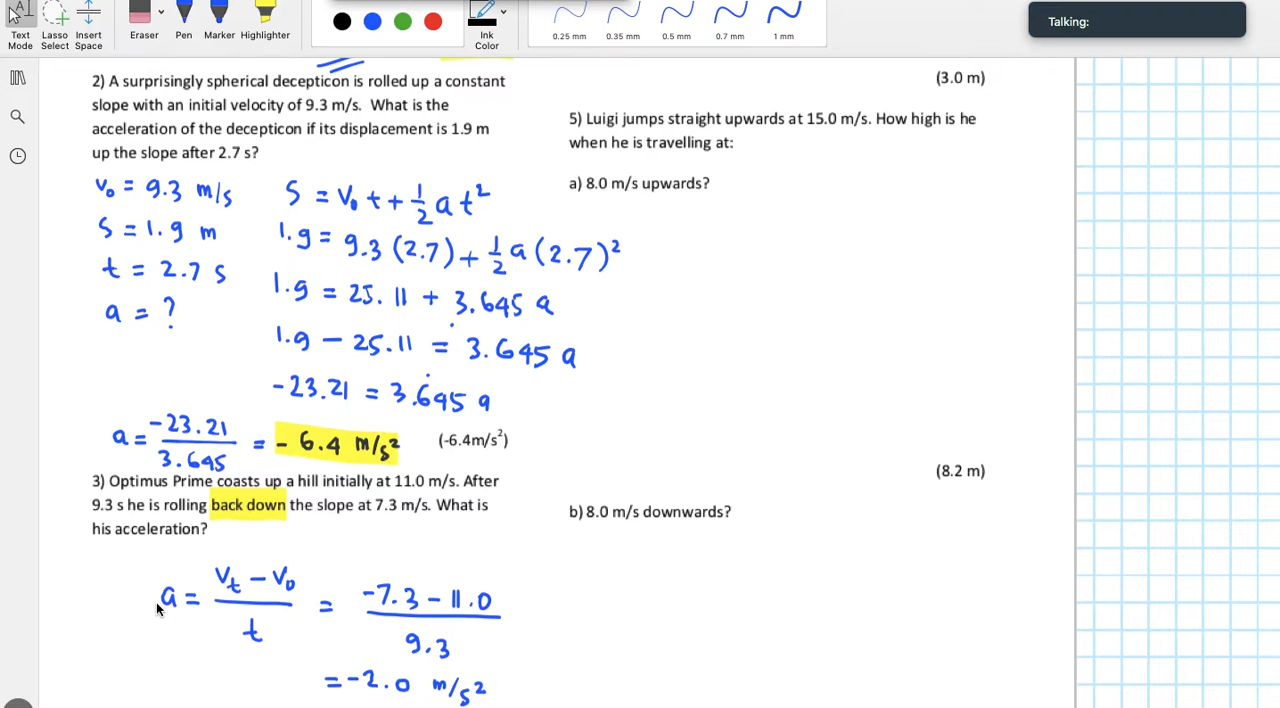 Text
Mode
Lasso
Select
Insert
Space
Eraser
Pen
Marker
Highlighter
Ink
Color
0.25 mm
0.35 mm
0.5 mm
0.7 mm
1 mm
Talking:
2) A surprisingly spherical decepticon is rolled up a constant
slope with an initial velocity of 9.3 m/s. What is the
acceleration of the decepticon if its displacement is 1.9 m
up the slope after 2.7 s?
v₀ = 9.3 m/s
s = 1.9 m
t = 2.7 s
a = ?
S = V₀ t + 1/2 a t²
1.9 = 9.3 (2.7) + 1/2 a (2.7)²
1.9 = 25.11 + 3.645 a
1.9 − 25.11 = 3.645 a
-23.21 = 3.645 a
a = -23.21/3.645 = - 6.4 m/s² (-6.4m/s²)
3) Optimus Prime coasts up a hill initially at 11.0 m/s. After
9.3 s he is rolling back down the slope at 7.3 m/s. What is
his acceleration?
a = (Vt − V₀)/t = (-7.3 − 11.0)/9.3
= -2.0 m/s²
(3.0 m)
5) Luigi jumps straight upwards at 15.0 m/s. How high is he
when he is travelling at:
a) 8.0 m/s upwards?
(8.2 m)
b) 8.0 m/s downwards?